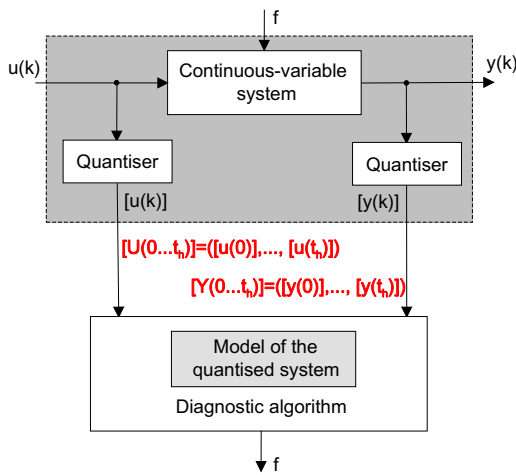 f
u(k)
Continuous-variable
system
y(k)
Quantiser
Quantiser
[u(k)]
[y(k)]
[U(0...tₕ)]=([u(0)],..., [u(tₕ)])
[Y(0...tₕ)]=([y(0)],..., [y(tₕ)])
Model of the
quantised system
Diagnostic algorithm
f